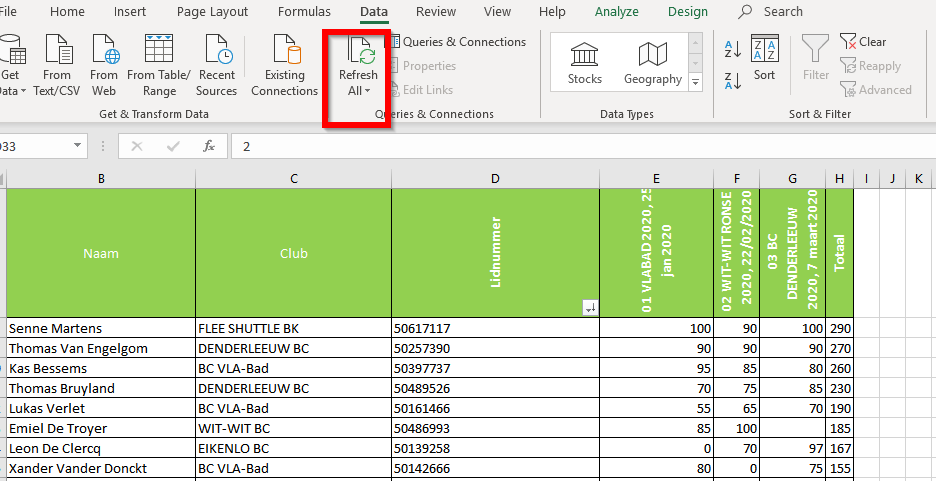 File Home Insert Page Layout Formulas Data Review View Help Analyze Design Search
Get Data From Text/CSV From Web From Table/ Range Recent Sources Existing Connections
Get & Transform Data
Refresh All
Queries & Connections
Properties
Edit Links
Queries & Connections
Stocks Geography
Data Types
Sort Filter
Clear
Reapply
Advanced
Sort & Filter
fx 2
B C D E F G H I J K
Naam Club Lidnummer 01 VLABAD 2020, 25 jan 2020 02 WIT-WIT RONSE 2020, 22/02/2020 03 BC DENDERLEEUW 2020, 7 maart 2020 Totaal
Senne Martens FLEE SHUTTLE BK 50617117 100 90 100 290
Thomas Van Engelgom DENDERLEEUW BC 50257390 90 90 90 270
Kas Bessems BC VLA-Bad 50397737 95 85 80 260
Thomas Bruyland DENDERLEEUW BC 50489526 70 75 85 230
Lukas Verlet BC VLA-Bad 50161466 55 65 70 190
Emiel De Troyer WIT-WIT BC 50486993 85 100 185
Leon De Clercq EIKENLO BC 50139258 0 70 97 167
Xander Vander Donckt BC VLA-Bad 50142666 80 0 75 155